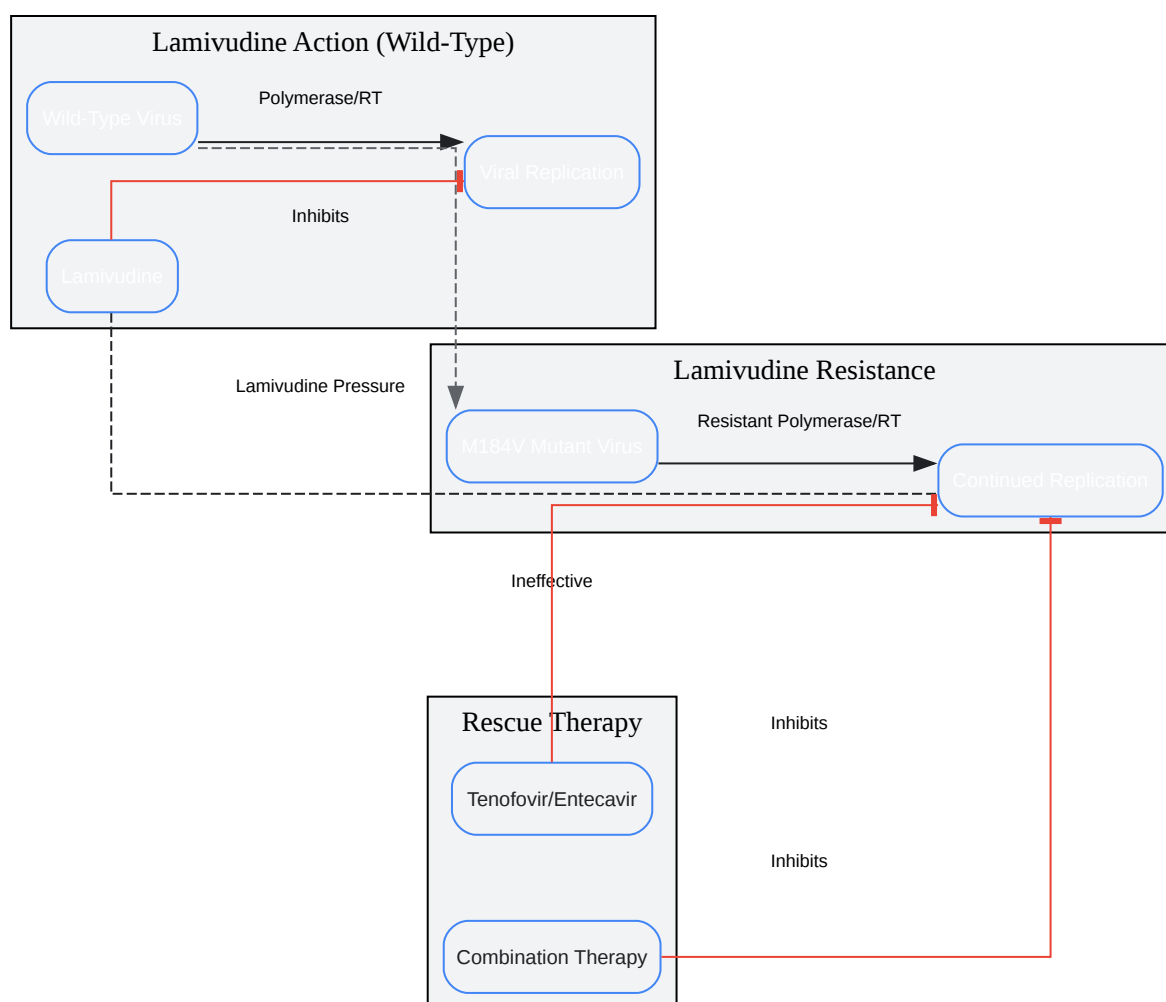 Lamivudine Action (Wild-Type)
Wild-Type Virus
Polymerase/RT
Viral Replication
Inhibits
Lamivudine
Lamivudine Pressure
Lamivudine Resistance
M184V Mutant Virus
Resistant Polymerase/RT
Continued Replication
Ineffective
Rescue Therapy
Inhibits
Tenofovir/Entecavir
Inhibits
Combination Therapy